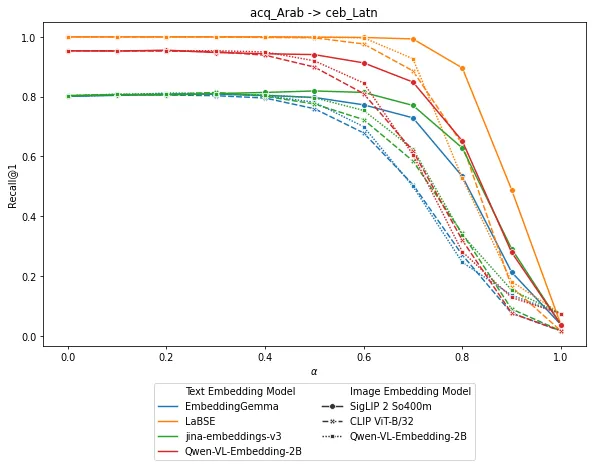 acq_Arab -> ceb_Latn
Recall@1
1.0
0.8
0.6
0.4
0.2
0.0
0.0 0.2 0.4 0.6 0.8 1.0
α
Text Embedding Model
EmbeddingGemma
LaBSE
jina-embeddings-v3
Qwen-VL-Embedding-2B
Image Embedding Model
SigLIP 2 So400m
CLIP ViT-B/32
Qwen-VL-Embedding-2B